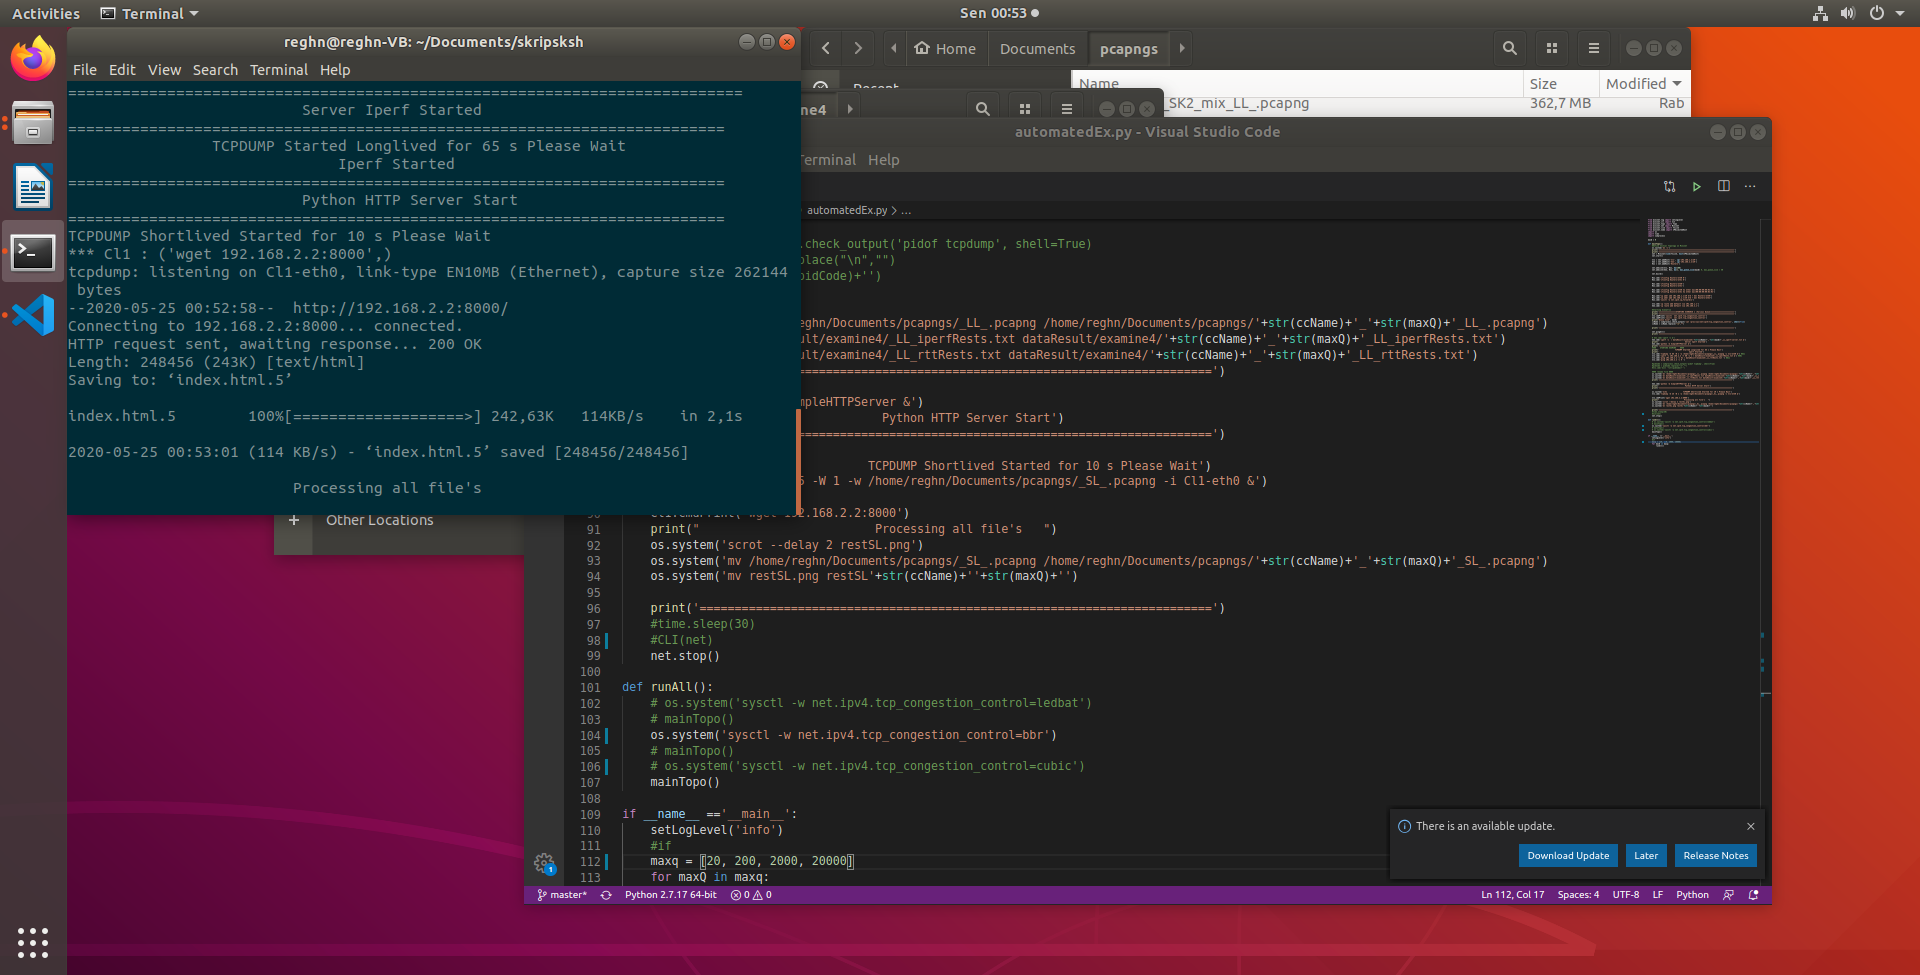 Activities
Terminal
Sen 00:53
reghn@reghn-VB: ~/Documents/skripsksh
File Edit View Search Terminal Help
===========================================================================
Server Iperf Started
=========================================================================
TCPDUMP Started Longlived for 65 s Please Wait
Iperf Started
=========================================================================
Python HTTP Server Start
=========================================================================
TCPDUMP Shortlived Started for 10 s Please Wait
*** Cl1 : ('wget 192.168.2.2:8000',)
tcpdump: listening on Cl1-eth0, link-type EN10MB (Ethernet), capture size 262144
bytes
--2020-05-25 00:52:58-- http://192.168.2.2:8000/
Connecting to 192.168.2.2:8000... connected.
HTTP request sent, awaiting response... 200 OK
Length: 248456 (243K) [text/html]
Saving to: ‘index.html.5’
index.html.5 100%[===================>] 242,63K 114KB/s in 2,1s
2020-05-25 00:53:01 (114 KB/s) - ‘index.html.5’ saved [248456/248456]
Processing all file's
Home Documents pcapngs
Name Size Modified
_SK2_mix_LL_.pcapng 362,7 MB Rab
ne4
+ Other Locations
automatedEx.py - Visual Studio Code
Terminal Help
automatedEx.py > ...
.check_output('pidof tcpdump', shell=True)
place("\n","")
pidCode)+'')
eghn/Documents/pcapngs/_LL_.pcapng /home/reghn/Documents/pcapngs/'+str(ccName)+'_'+str(maxQ)+'_LL_.pcapng')
sult/examine4/_LL_iperfRests.txt dataResult/examine4/'+str(ccName)+'_'+str(maxQ)+'_LL_iperfRests.txt')
sult/examine4/_LL_rttRests.txt dataResult/examine4/'+str(ccName)+'_'+str(maxQ)+'_LL_rttRests.txt')
===========================================================')
mpleHTTPServer &')
Python HTTP Server Start')
===========================================================')
TCPDUMP Shortlived Started for 10 s Please Wait')
-W 1 -w /home/reghn/Documents/pcapngs/_SL_.pcapng -i Cl1-eth0 &')
90 Cl1.cmdPrint('wget 192.168.2.2:8000')
91 print(" Processing all file's ")
92 os.system('scrot --delay 2 restSL.png')
93 os.system('mv /home/reghn/Documents/pcapngs/_SL_.pcapng /home/reghn/Documents/pcapngs/'+str(ccName)+'_'+str(maxQ)+'_SL_.pcapng')
94 os.system('mv restSL.png restSL'+str(ccName)+''+str(maxQ)+'')
95
96 print('=========================================================================')
97 #time.sleep(30)
98 #CLI(net)
99 net.stop()
100
101 def runAll():
102 # os.system('sysctl -w net.ipv4.tcp_congestion_control=ledbat')
103 # mainTopo()
104 os.system('sysctl -w net.ipv4.tcp_congestion_control=bbr')
105 # mainTopo()
106 # os.system('sysctl -w net.ipv4.tcp_congestion_control=cubic')
107 mainTopo()
108
109 if __name__ =='__main__':
110 setLogLevel('info')
111 #if
112 maxq = [20, 200, 2000, 20000]
113 for maxQ in maxq:
There is an available update.
Download Update Later Release Notes
1
master* Python 2.7.17 64-bit 0 0 Ln 112, Col 17 Spaces: 4 UTF-8 LF Python